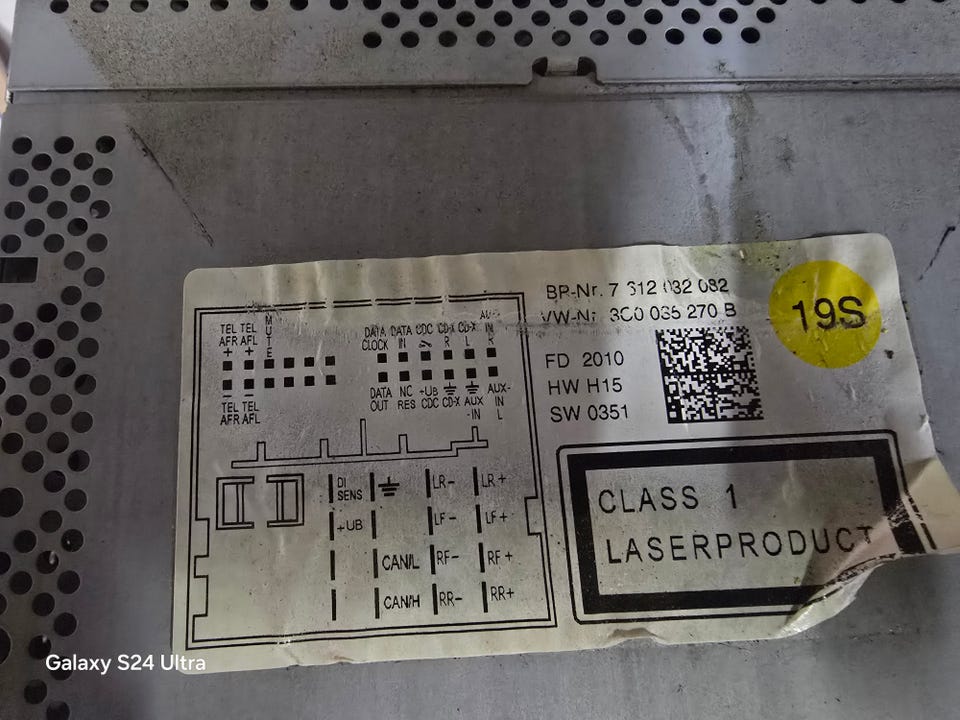 BP-Nr. 7 612 032 082
VW-Nr 3C0 035 270 B
19S
FD 2010
HW H15
SW 0351
TEL TEL
AFR AFL
+ +
MUTE
DATA DATA CDC CD-X CD-X AUX
CLOCK IN R L IN
R
- -
TEL TEL
AFR AFL
DATA NC +UB AUX-
OUT RES CDC CD-X AUX IN
-IN L
DI
SENS
LR- LR+
+UB LF- LF+
CAN/L RF- RF+
CAN/H RR- RR+
CLASS 1
LASERPRODUCT
Galaxy S24 Ultra